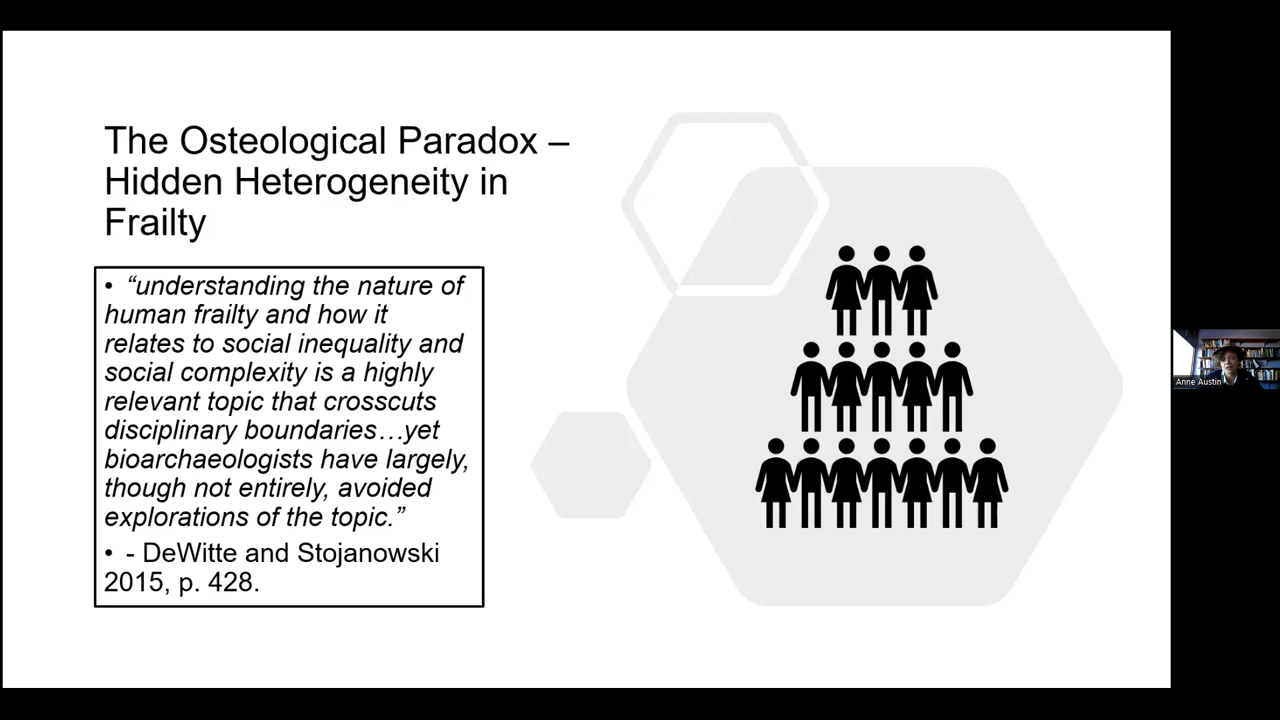 The Osteological Paradox –
Hidden Heterogeneity in
Frailty
• “understanding the nature of
human frailty and how it
relates to social inequality and
social complexity is a highly
relevant topic that crosscuts
disciplinary boundaries…yet
bioarchaeologists have largely,
though not entirely, avoided
explorations of the topic.”
• - DeWitte and Stojanowski
2015, p. 428.
Anne Austin